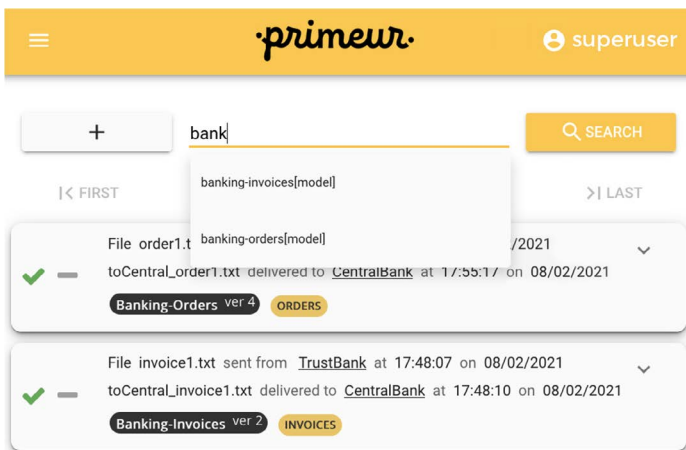 ·primeur·
superuser
+
bank
SEARCH
banking-invoices[model]
FIRST
LAST
banking-orders[model]
File order1.t /2021
toCentral_order1.txt delivered to CentralBank at 17:55:17 on 08/02/2021
Banking-Orders ver 4 ORDERS
File invoice1.txt sent from TrustBank at 17:48:07 on 08/02/2021
toCentral_invoice1.txt delivered to CentralBank at 17:48:10 on 08/02/2021
Banking-Invoices ver 2 INVOICES